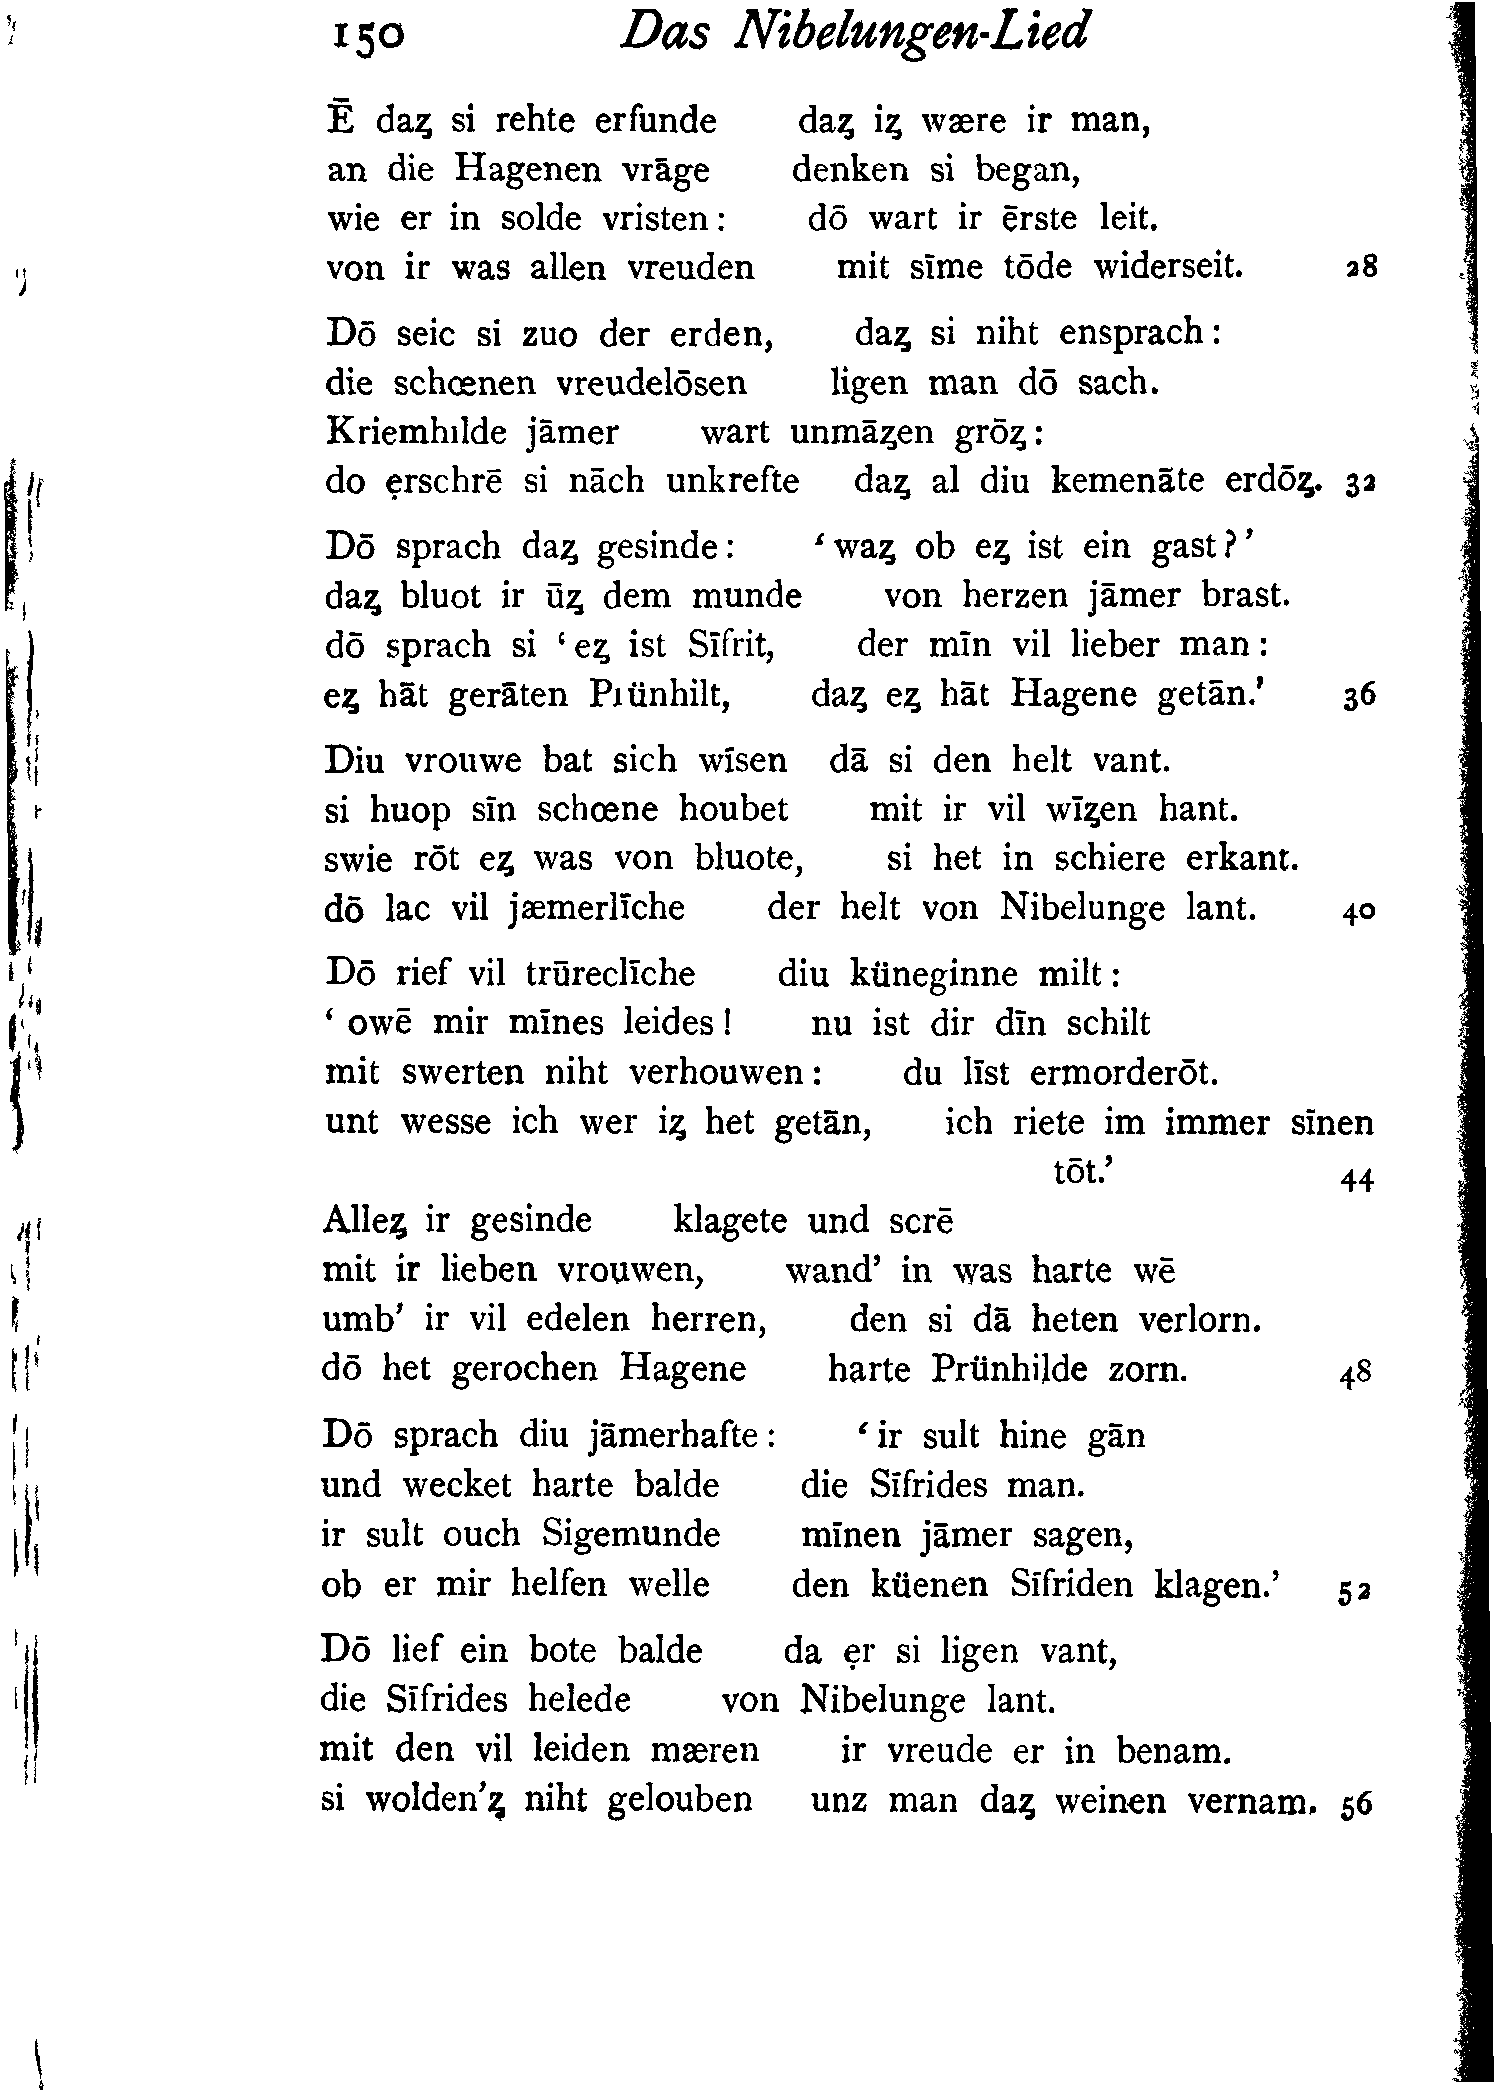 150 Das Nibelungen-Lied
Ē daȥ si rehte erfunde daȥ iȥ wære ir man,
an die Hagenen vrāge denken si began,
wie er in solde vristen: dō wart ir ērste leit.
von ir was allen vreuden mit sīme tōde widerseit. 28
Dō seic si zuo der erden, daȥ si niht ensprach:
die schœnen vreudelōsen ligen man dō sach.
Kriemhılde jāmer wart unmāȥen grōȥ:
do ẹrschrē si nāch unkrefte daȥ al diu kemenāte erdōȥ. 32
Dō sprach daȥ gesinde: ‘waȥ ob eȥ ist ein gast?’
daȥ bluot ir ūȥ dem munde von herzen jāmer brast.
dō sprach si ‘eȥ ist Sīfrit, der mīn vil lieber man:
eȥ hāt gerāten Prünhilt, daȥ eȥ hāt Hagene getān.’ 36
Diu vrouwe bat sich wīsen dā si den helt vant.
si huop sīn schœne houbet mit ir vil wīȥen hant.
swie rōt eȥ was von bluote, si het in schiere erkant.
dō lac vil jæmerlīche der helt von Nibelunge lant. 40
Dō rief vil trūreclīche diu küneginne milt:
‘owē mir mīnes leides! nu ist dir dīn schilt
mit swerten niht verhouwen: du līst ermorderōt.
unt wesse ich wer iȥ het getān, ich riete im immer sīnen
tōt.’ 44
Alleȥ ir gesinde klagete und scrē
mit ir lieben vrouwen, wand’ in was harte wē
umb’ ir vil edelen herren, den si dā heten verlorn.
dō het gerochen Hagene harte Prünhilde zorn. 48
Dō sprach diu jāmerhafte: ‘ir sult hine gān
und wecket harte balde die Sīfrides man.
ir sult ouch Sigemunde mīnen jāmer sagen,
ob er mir helfen welle den küenen Sīfriden klagen.’ 52
Dō lief ein bote balde da ẹr si ligen vant,
die Sīfrides helede von Nibelunge lant.
mit den vil leiden mæren ir vreude er in benam.
si wolden’ȥ niht gelouben unz man daȥ weinen vernam. 56